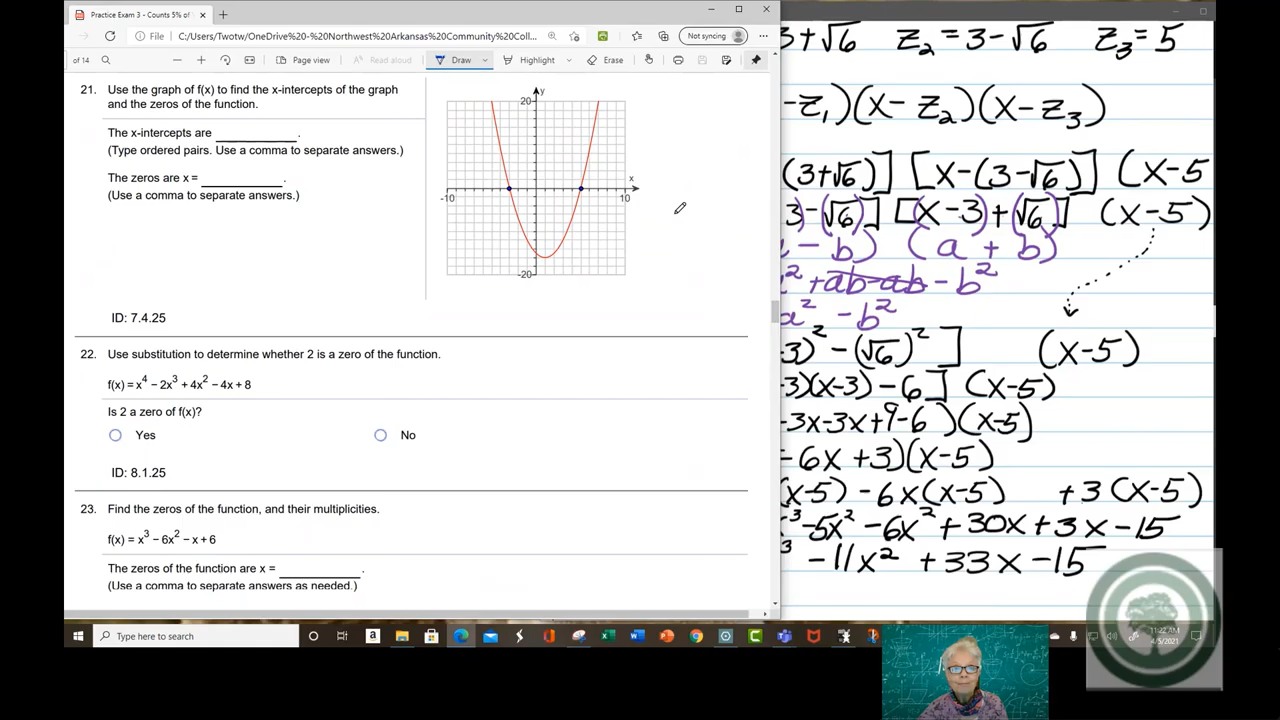 Practice Exam 3 - Counts 5% of
File C:/Users/Twotw/OneDrive%20-%20Northwest%20Arkansas%20Community%20Coll...
Not syncing
of 14
Page view
Read aloud
Draw
Highlight
Erase
21. Use the graph of f(x) to find the x-intercepts of the graph
and the zeros of the function.
The x-intercepts are ____________.
(Type ordered pairs. Use a comma to separate answers.)
The zeros are x = ____________.
(Use a comma to separate answers.)
20
y
x
-10
10
-20
ID: 7.4.25
22. Use substitution to determine whether 2 is a zero of the function.
f(x) = x⁴ − 2x³ + 4x² − 4x + 8
Is 2 a zero of f(x)?
Yes
No
ID: 8.1.25
23. Find the zeros of the function, and their multiplicities.
f(x) = x³ − 6x² − x + 6
The zeros of the function are x = ____________.
(Use a comma to separate answers as needed.)
3+√6 z₂ = 3-√6 z₃ = 5
-z₁)(x-z₂)(x-z₃)
(3+√6)] [x-(3-√6)] (x-5
3)-(√6)] [(x-3)+(√6)] (x-5)
a - b) (a + b)
² +ab-ab - b²
a² - b²
-3)² - (√6)²] (x-5)
-3)(x-3) - 6](x-5)
-3x-3x+9-6)(x-5)
-6x +3)(x-5)
(x-5) -6x(x-5) +3(x-5)
³-5x² -6x² +30x+3x-15
³ -11x² +33x -15
Type here to search
11:22 AM
4/5/2021